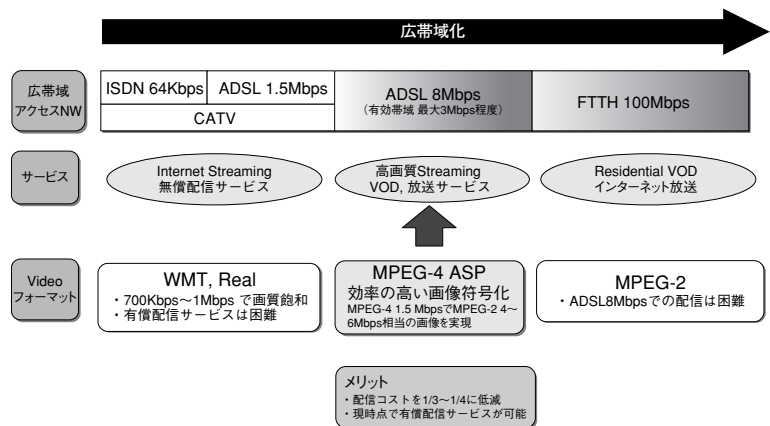 広帯域化
広帯域
アクセスNW
ISDN 64Kbps
ADSL 1.5Mbps
CATV
ADSL 8Mbps
(有効帯域 最大3Mbps程度)
FTTH 100Mbps
サービス
Internet Streaming
無償配信サービス
高画質Streaming
VOD, 放送サービス
Residential VOD
インターネット放送
Video
フォーマット
WMT, Real
・700Kbps～1Mbps で画質飽和
・有償配信サービスは困難
MPEG-4 ASP
効率の高い画像符号化
MPEG-4 1.5 MbpsでMPEG-2 4～
6Mbps相当の画像を実現
MPEG-2
・ADSL8Mbpsでの配信は困難
メリット
・配信コストを1/3～1/4に低減
・現時点で有償配信サービスが可能